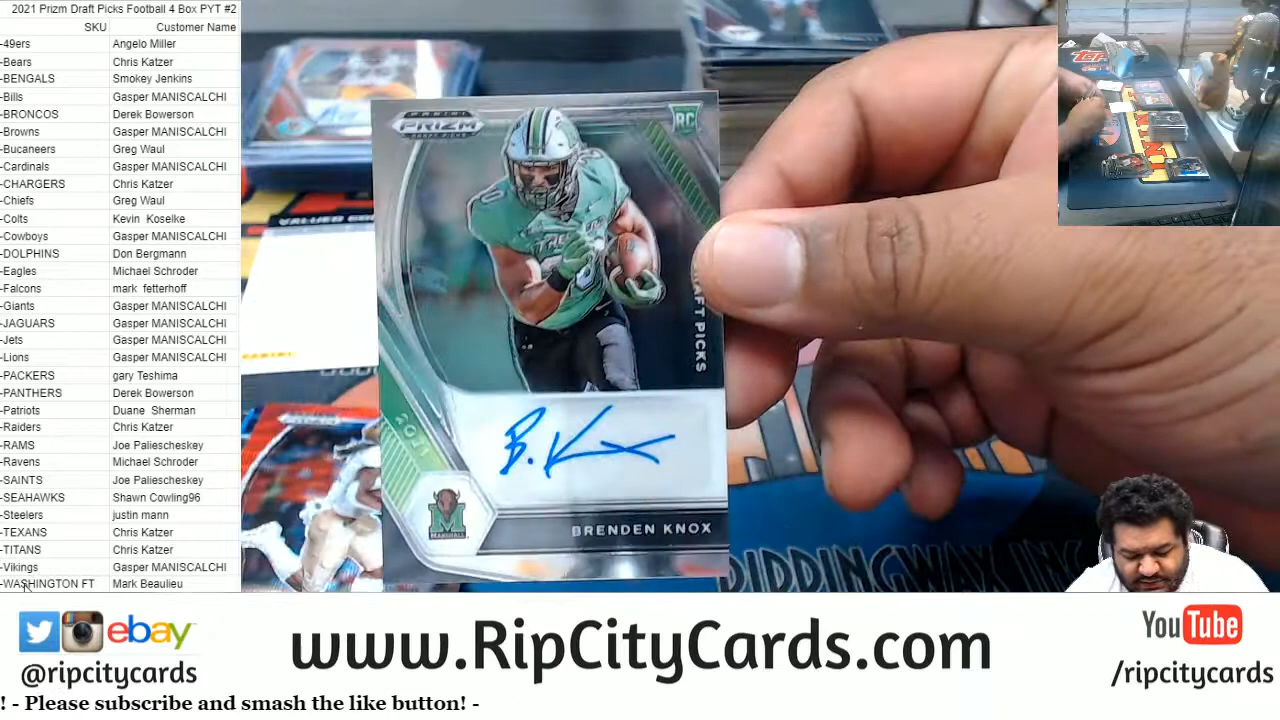 2021 Prizm Draft Picks Football 4 Box PYT #2
SKU Customer Name
-49ers Angelo Miller
-Bears Chris Katzer
-BENGALS Smokey Jenkins
-Bills Gasper MANISCALCHI
-BRONCOS Derek Bowerson
-Browns Gasper MANISCALCHI
-Bucaneers Greg Waul
-Cardinals Gasper MANISCALCHI
-CHARGERS Chris Katzer
-Chiefs Greg Waul
-Colts Kevin Koselke
-Cowboys Gasper MANISCALCHI
-DOLPHINS Don Bergmann
-Eagles Michael Schroder
-Falcons mark fetterhoff
-Giants Gasper MANISCALCHI
-JAGUARS Gasper MANISCALCHI
-Jets Gasper MANISCALCHI
-Lions Gasper MANISCALCHI
-PACKERS gary Teshima
-PANTHERS Derek Bowerson
-Patriots Duane Sherman
-Raiders Chris Katzer
-RAMS Joe Paliescheskey
-Ravens Michael Schroder
-SAINTS Joe Paliescheskey
-SEAHAWKS Shawn Cowling96
-Steelers justin mann
-TEXANS Chris Katzer
-TITANS Chris Katzer
-Vikings Gasper MANISCALCHI
-WASHINGTON FT Mark Beaulieu
PANINI
PRIZM
DRAFT PICKS
RC
2021
B. Knox
M
MARSHALL
BRENDEN KNOX
ebay
@ripcitycards
www.RipCityCards.com
YouTube
/ripcitycards
! - Please subscribe and smash the like button! -